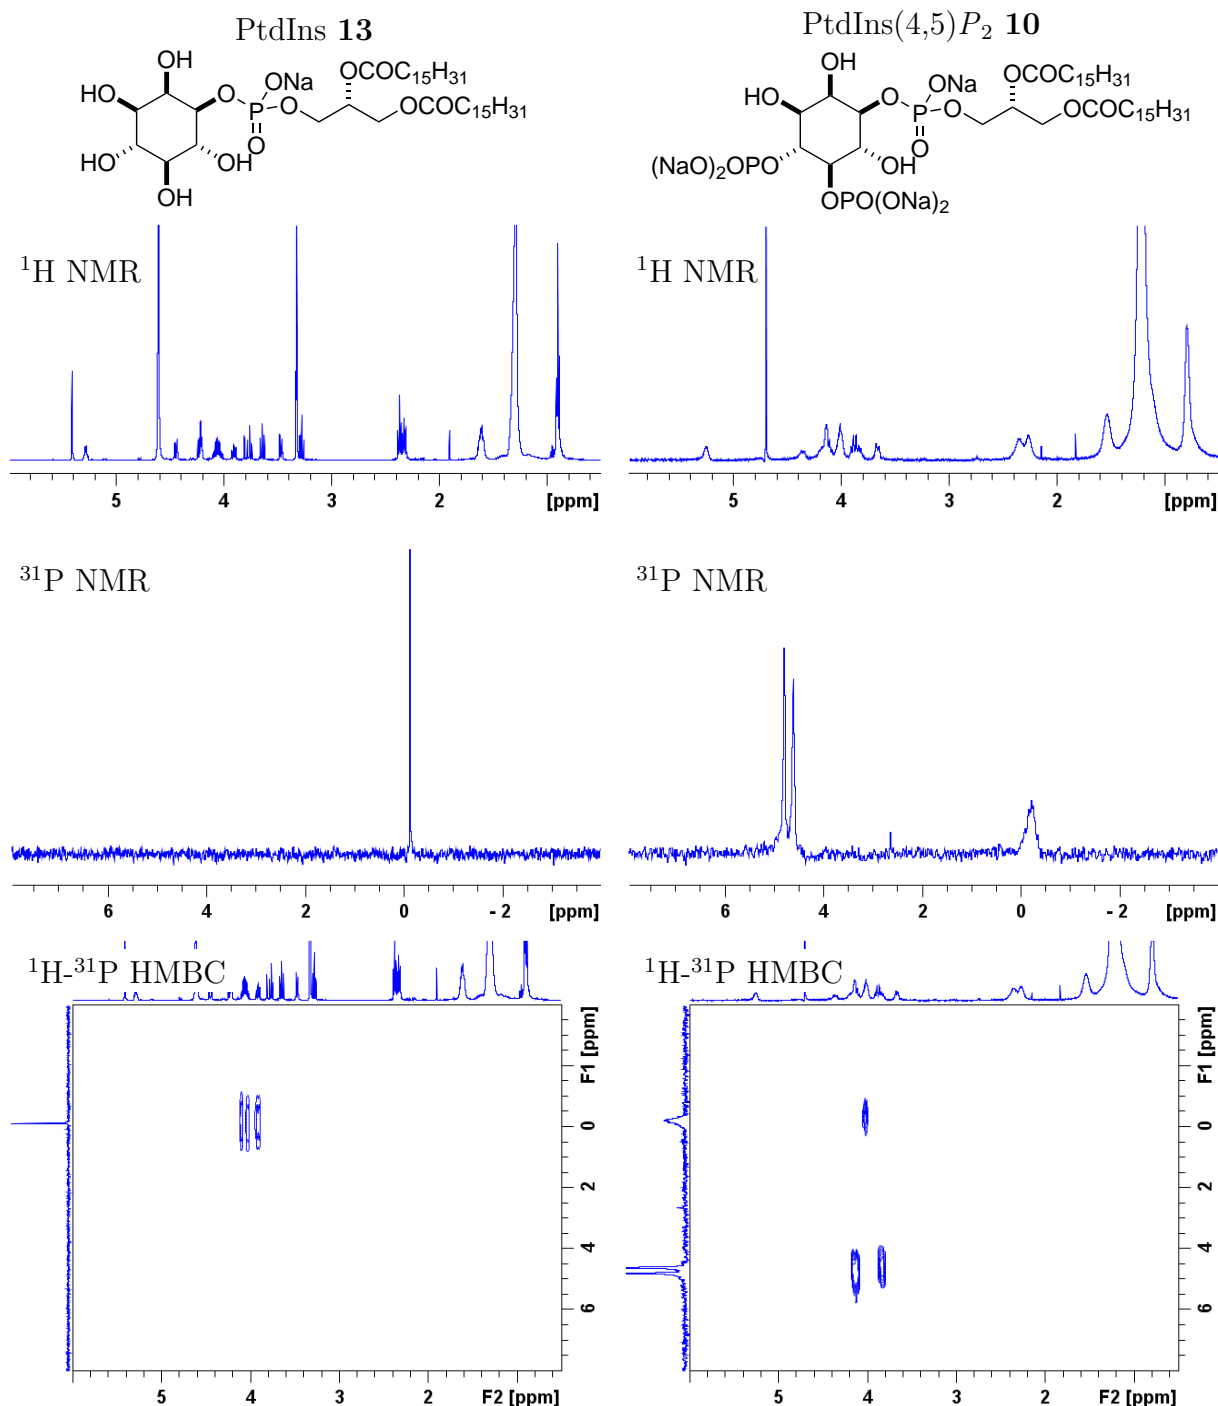 PtdIns 13
OH
HO
OH
O
ONa
P
O
O
OCOC15H31
OCOC15H31
HO
OH
OH
PtdIns(4,5)P2 10
OH
HO
O
ONa
P
O
O
OCOC15H31
OCOC15H31
(NaO)2OPO
OH
OPO(ONa)2
1H NMR
5 4 3 2 [ppm]
1H NMR
5 4 3 2 [ppm]
31P NMR
6 4 2 0 - 2 [ppm]
31P NMR
6 4 2 0 - 2 [ppm]
1H-31P HMBC
F1 [ppm]
0
2
4
6
5 4 3 2 F2 [ppm]
1H-31P HMBC
F1 [ppm]
0
2
4
6
5 4 3 2 F2 [ppm]